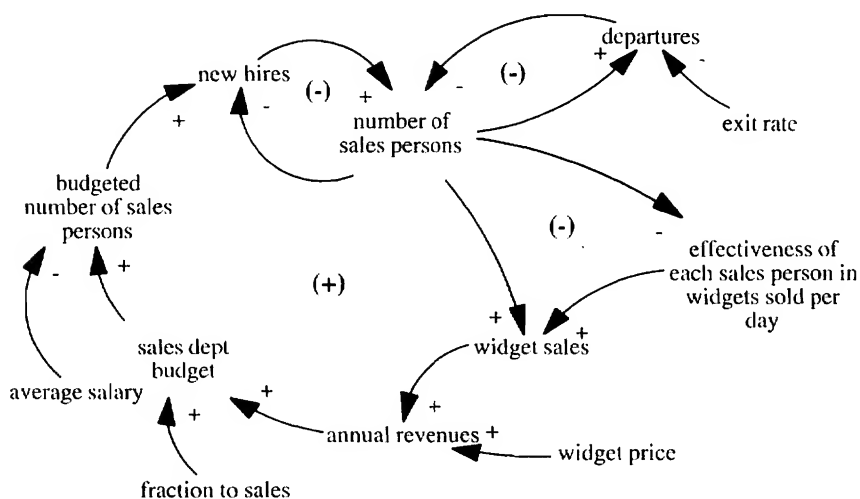 departures
+
-
new hires
(-)
(-)
+
-
-
+
exit rate
number of
sales persons
budgeted
number of sales
persons
(-)
-
effectiveness of
each sales person in
widgets sold per
day
-
+
(+)
+
+
sales dept
budget
widget sales
average salary
+
+
+
annual revenues
+
widget price
fraction to sales